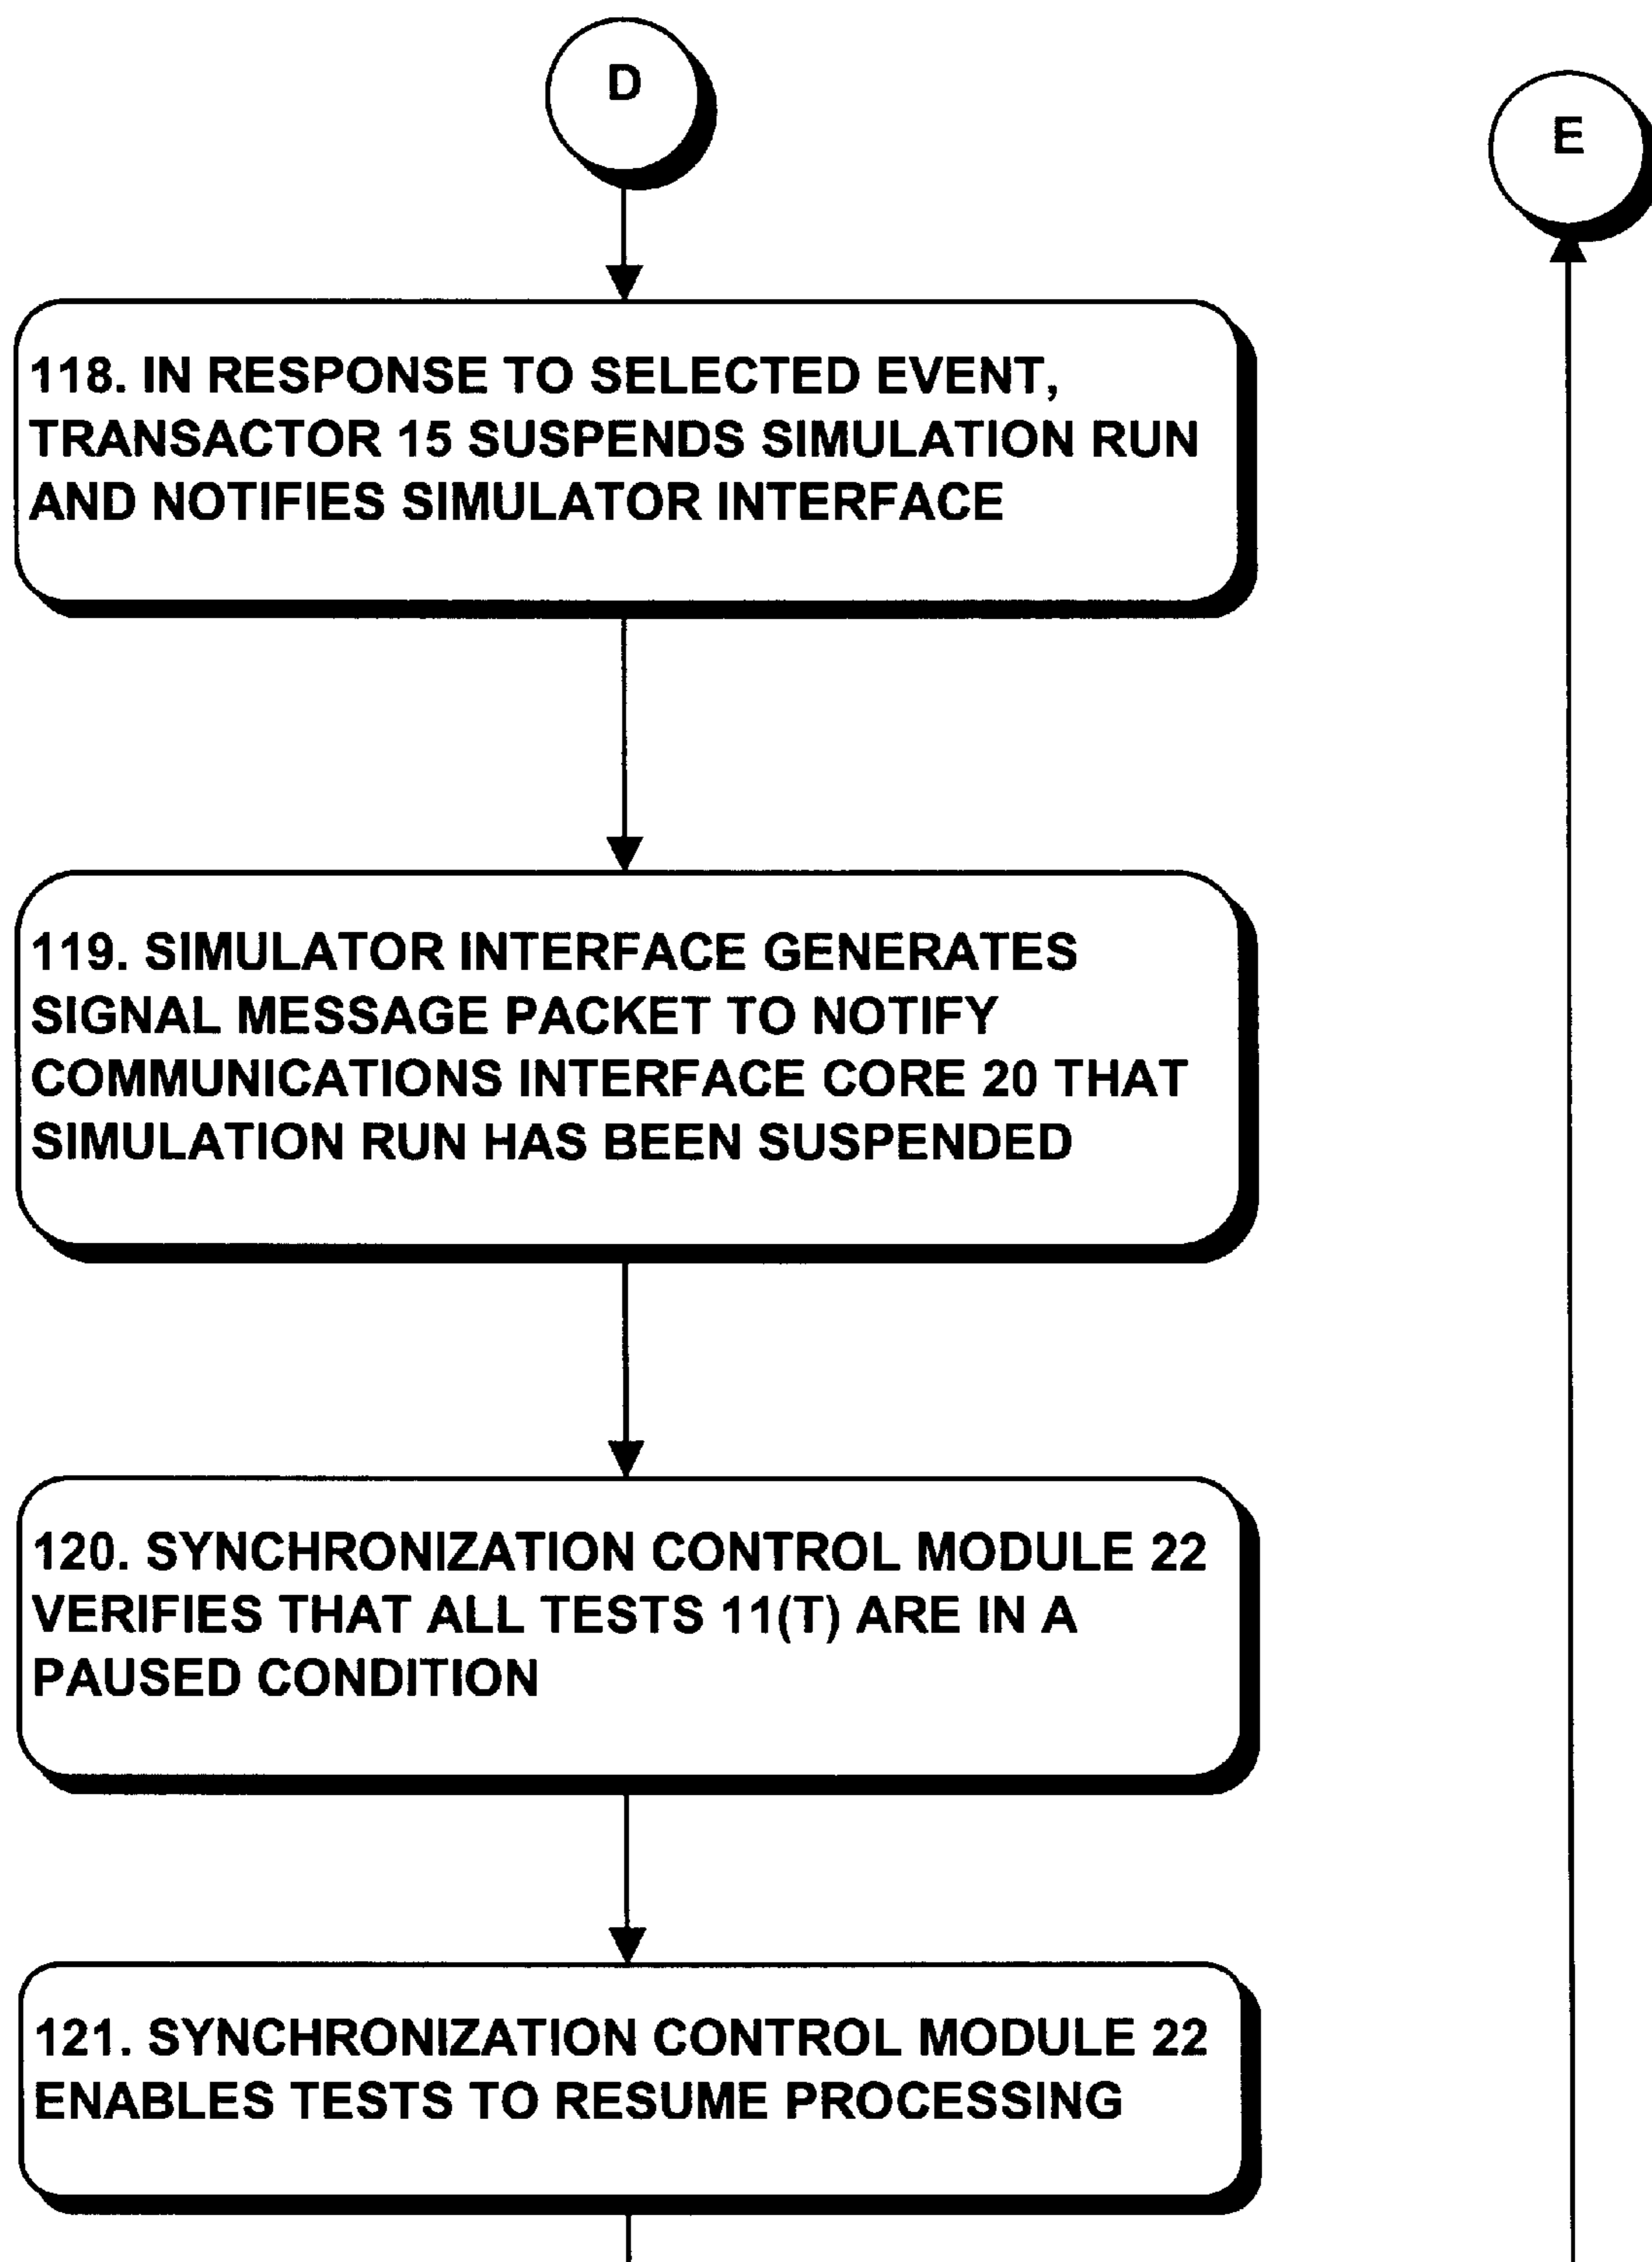 D
E
118. IN RESPONSE TO SELECTED EVENT,
TRANSACTOR 15 SUSPENDS SIMULATION RUN
AND NOTIFIES SIMULATOR INTERFACE
119. SIMULATOR INTERFACE GENERATES
SIGNAL MESSAGE PACKET TO NOTIFY
COMMUNICATIONS INTERFACE CORE 20 THAT
SIMULATION RUN HAS BEEN SUSPENDED
120. SYNCHRONIZATION CONTROL MODULE 22
VERIFIES THAT ALL TESTS 11(T) ARE IN A
PAUSED CONDITION
121. SYNCHRONIZATION CONTROL MODULE 22
ENABLES TESTS TO RESUME PROCESSING